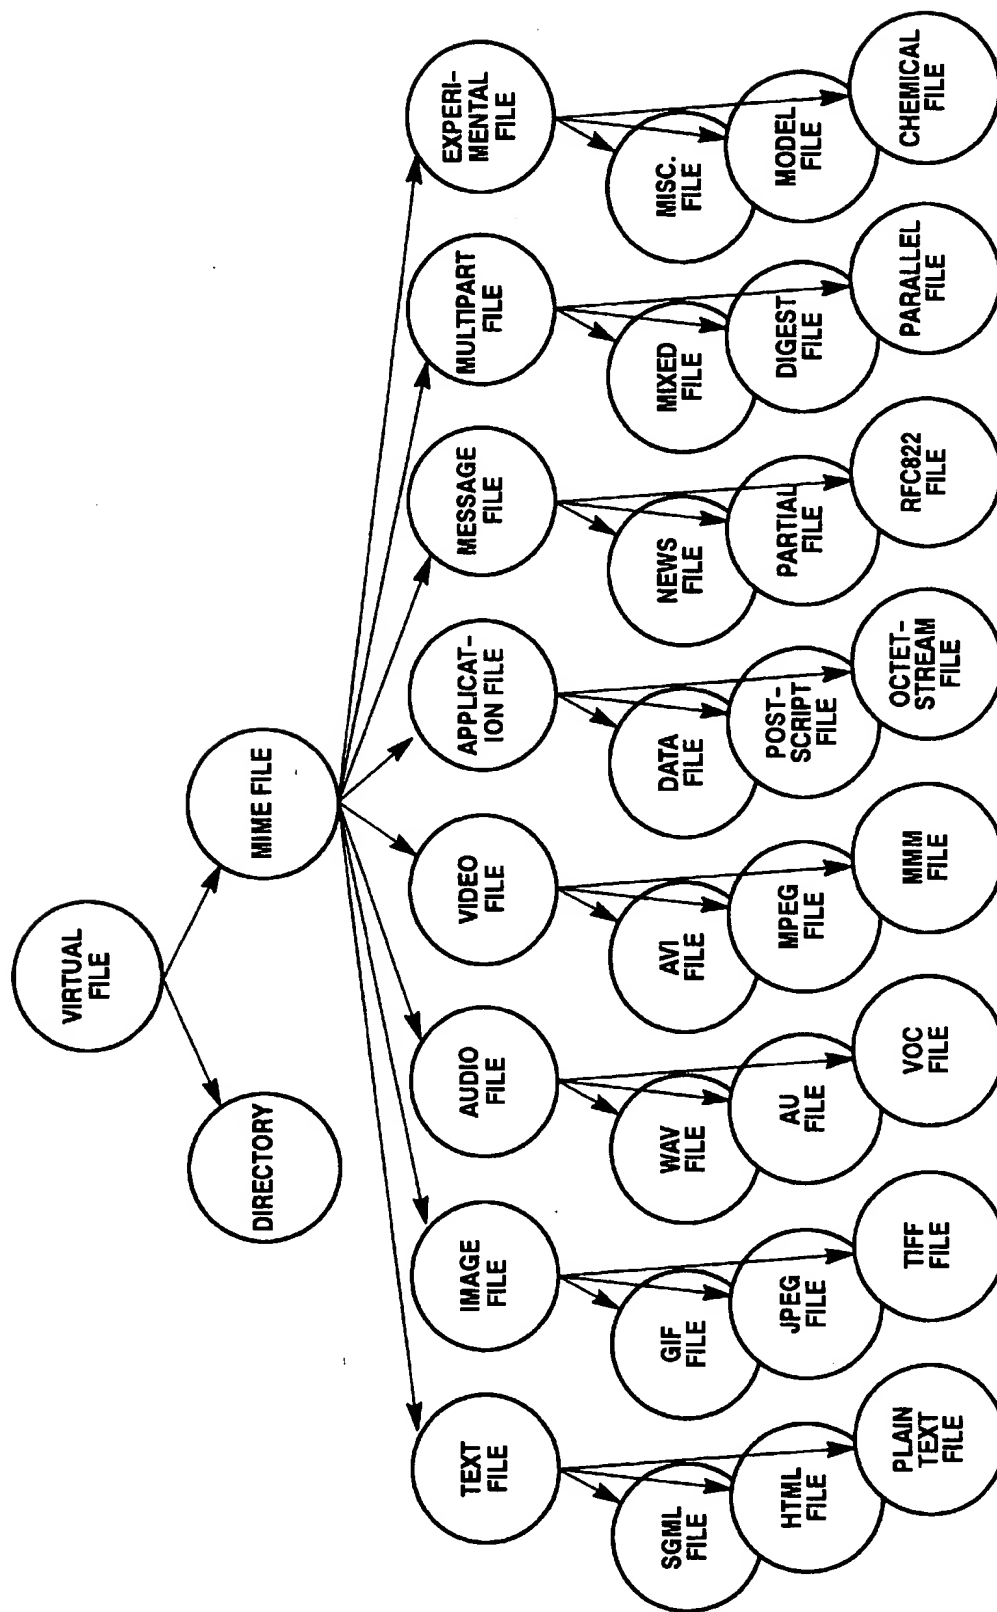 VIRTUAL
FILE
DIRECTORY
MIME FILE
TEXT
FILE
IMAGE
FILE
AUDIO
FILE
VIDEO
FILE
APPLICAT-
ION FILE
MESSAGE
FILE
MULTIPART
FILE
EXPERI-
MENTAL
FILE
SGML
FILE
HTML
FILE
PLAIN
TEXT
FILE
GIF
FILE
JPEG
FILE
TIFF
FILE
WAV
FILE
AU
FILE
VOC
FILE
AVI
FILE
MPEG
FILE
MMM
FILE
DATA
FILE
POST-
SCRIPT
FILE
OCTET-
STREAM
FILE
NEWS
FILE
PARTIAL
FILE
RFC822
FILE
MIXED
FILE
DIGEST
FILE
PARALLEL
FILE
MISC.
FILE
MODEL
FILE
CHEMICAL
FILE